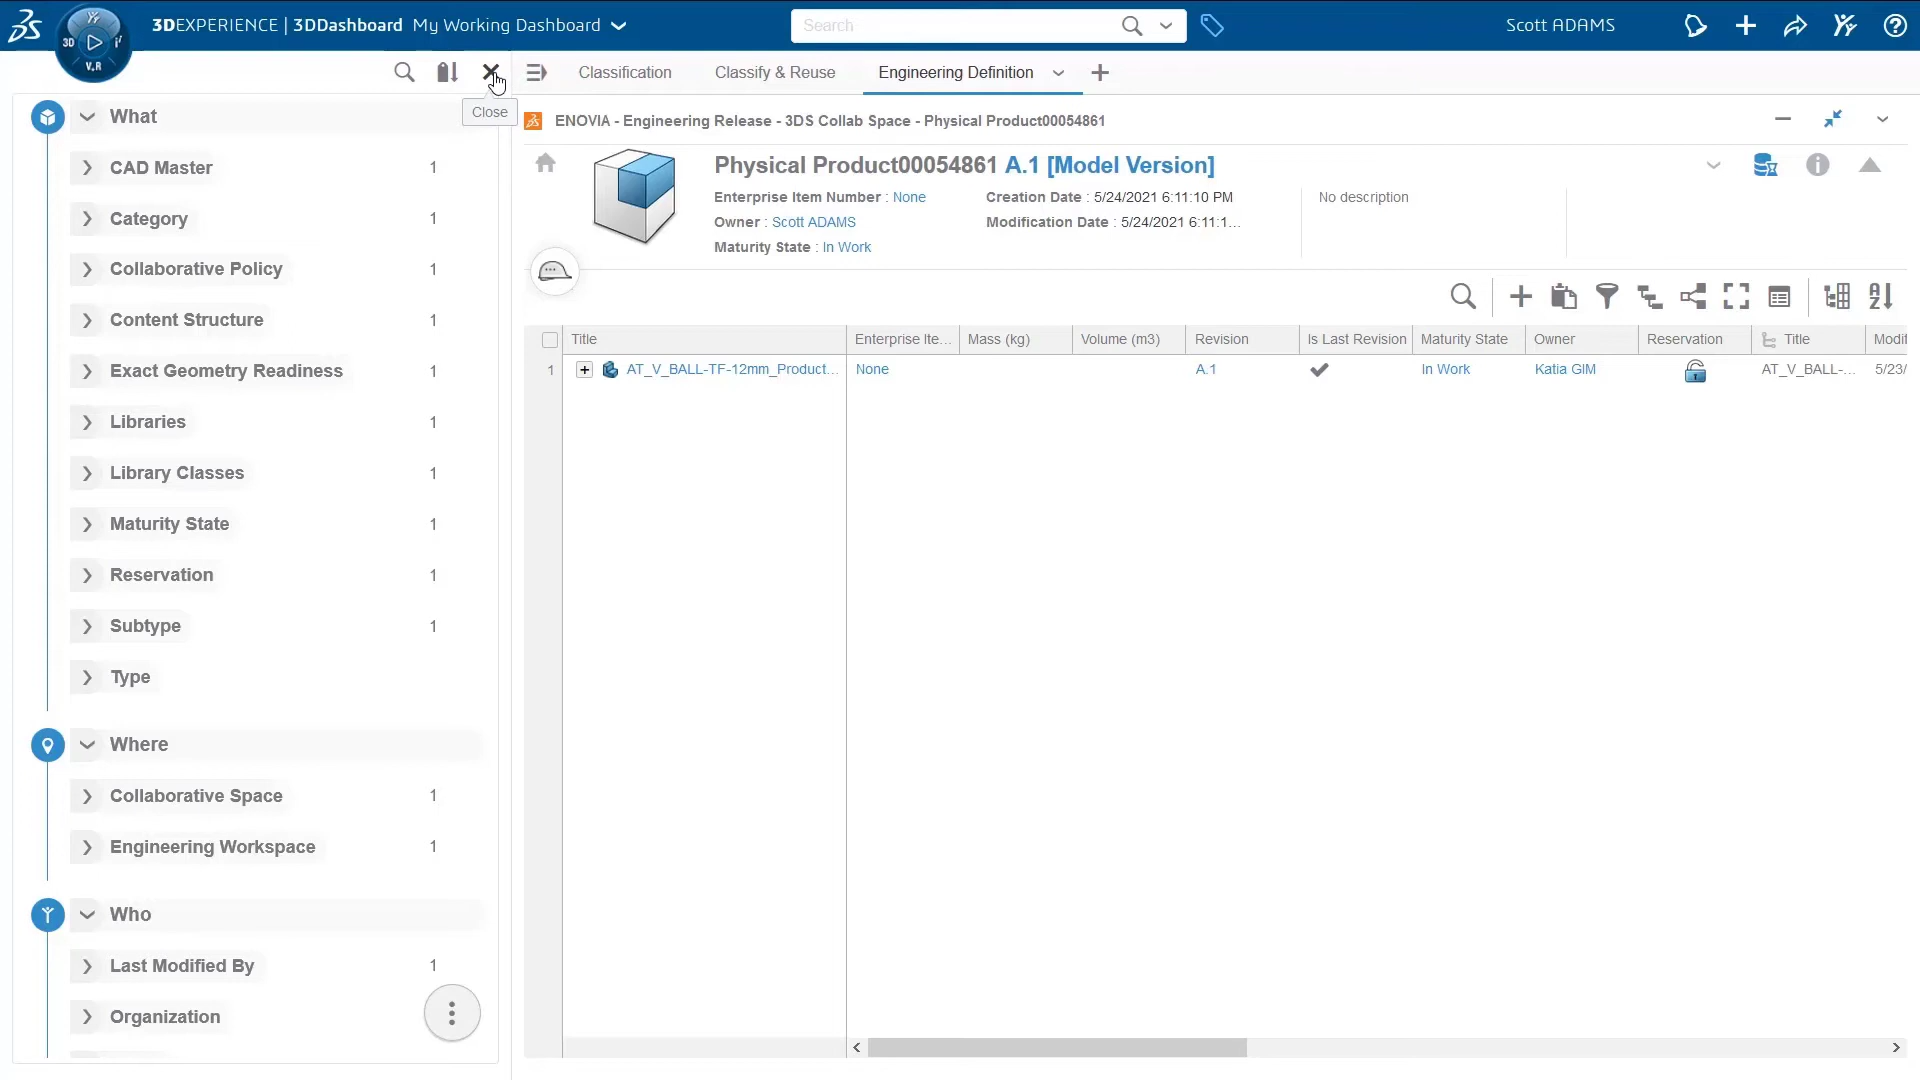 3DEXPERIENCE | 3DDashboard My Working Dashboard
Search
Scott ADAMS
3D
V.R
Close
What
CAD Master 1
Category 1
Collaborative Policy 1
Content Structure 1
Exact Geometry Readiness 1
Libraries 1
Library Classes 1
Maturity State 1
Reservation 1
Subtype 1
Type
Where
Collaborative Space 1
Engineering Workspace 1
Who
Last Modified By 1
Organization
Classification Classify & Reuse Engineering Definition
ENOVIA - Engineering Release - 3DS Collab Space - Physical Product00054861
Physical Product00054861 A.1 [Model Version]
Enterprise Item Number : None Creation Date : 5/24/2021 6:11:10 PM No description
Owner : Scott ADAMS Modification Date : 5/24/2021 6:11:1...
Maturity State : In Work
Title Enterprise Ite... Mass (kg) Volume (m3) Revision Is Last Revision Maturity State Owner Reservation Title Modif
1 AT_V_BALL-TF-12mm_Product... None A.1 In Work Katia GIM AT_V_BALL-... 5/23/